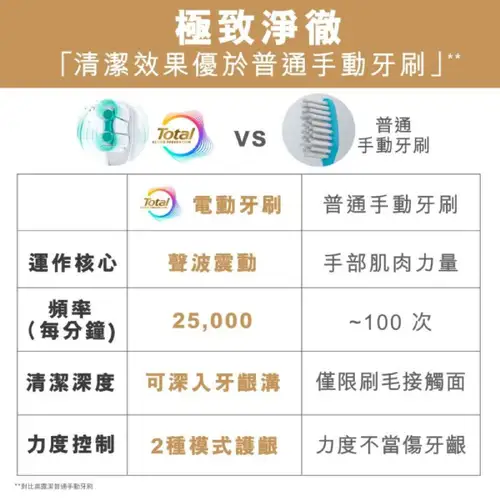 極致淨徹
「清潔效果優於普通手動牙刷」**
Total
VS
普通
手動牙刷
Total 電動牙刷 普通手動牙刷
運作核心 聲波震動 手部肌肉力量
頻率
(每分鐘) 25,000 ~100 次
清潔深度 可深入牙齦溝 僅限刷毛接觸面
力度控制 2種模式護齦 力度不當傷牙齦